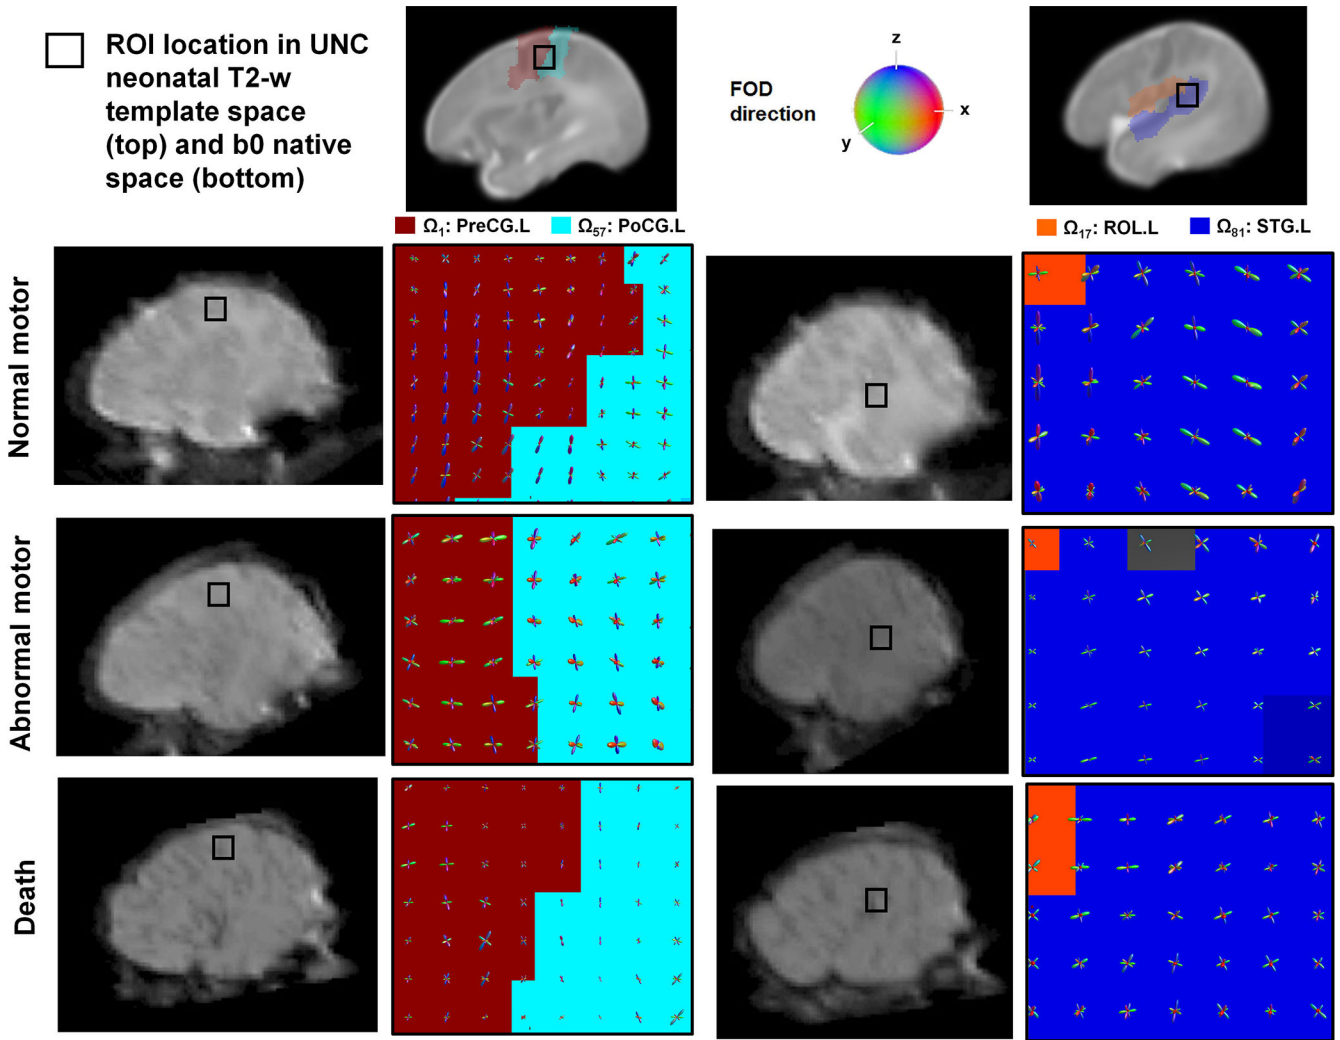 ROI location in UNC
neonatal T2-w
template space
(top) and b0 native
space (bottom)
FOD
direction
z
x
y
Ω1: PreCG.L
Ω57: PoCG.L
Ω17: ROL.L
Ω81: STG.L
Normal motor
Abnormal motor
Death